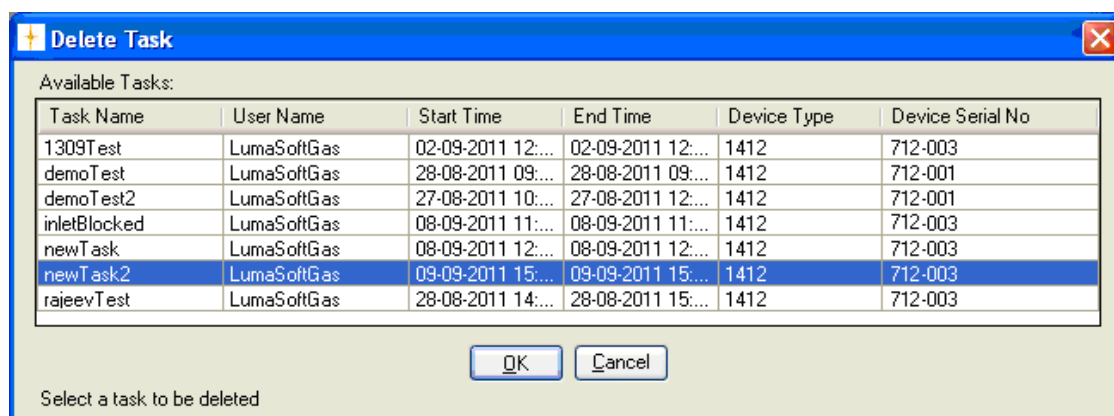 Delete Task
Available Tasks:
Task Name User Name Start Time End Time Device Type Device Serial No
1309Test LumaSoftGas 02-09-2011 12:... 02-09-2011 12:... 1412 712-003
demoTest LumaSoftGas 28-08-2011 09:... 28-08-2011 09:... 1412 712-001
demoTest2 LumaSoftGas 27-08-2011 10:... 27-08-2011 12:... 1412 712-001
inletBlocked LumaSoftGas 08-09-2011 11:... 08-09-2011 11:... 1412 712-003
newTask LumaSoftGas 08-09-2011 12:... 08-09-2011 12:... 1412 712-003
newTask2 LumaSoftGas 09-09-2011 15:... 09-09-2011 15:... 1412 712-003
rajeevTest LumaSoftGas 28-08-2011 14:... 28-08-2011 15:... 1412 712-003
OK Cancel
Select a task to be deleted